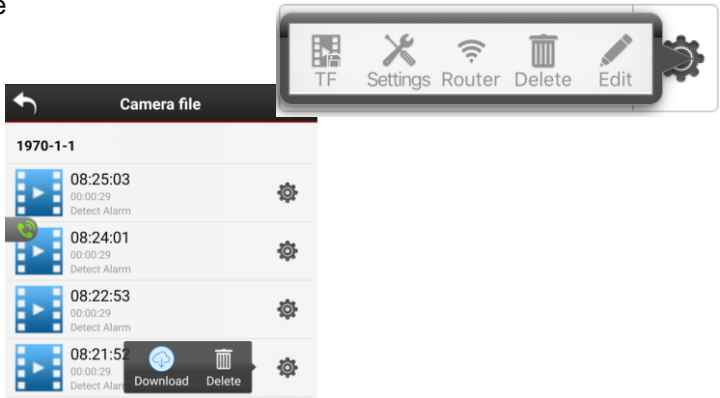 e
TF Settings Router Delete Edit
Camera file
1970-1-1
08:25:03
00:00:29
Detect Alarm
08:24:01
00:00:29
Detect Alarm
08:22:53
00:00:29
Detect Alarm
08:21:52
00:00:29
Detect Alarm
Download Delete